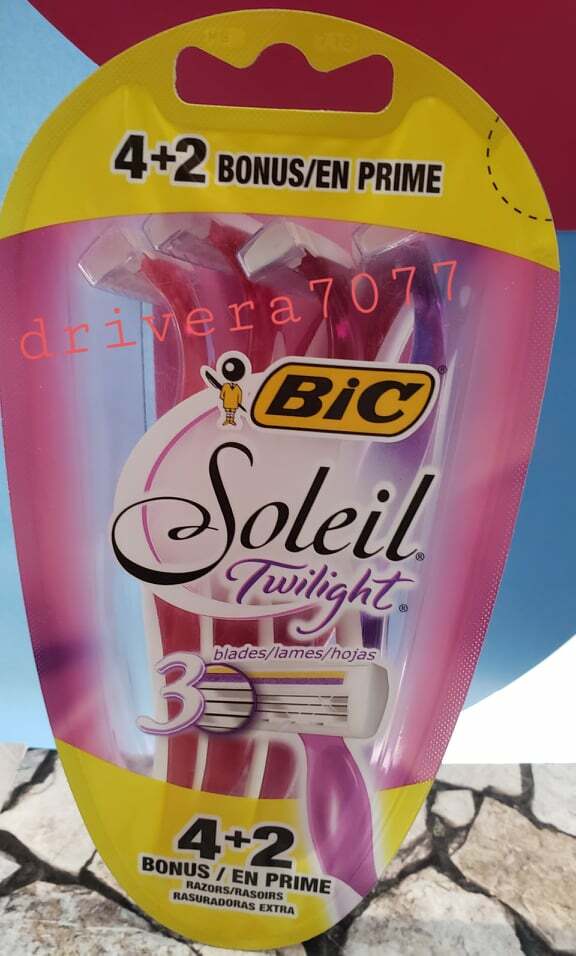 4+2 BONUS/EN PRIME
drivera7077
BiC®
Soleil®
Twilight®
blades/lames/hojas
3
4+2
BONUS / EN PRIME
RAZORS/RASOIRS
RASURADORAS EXTRA